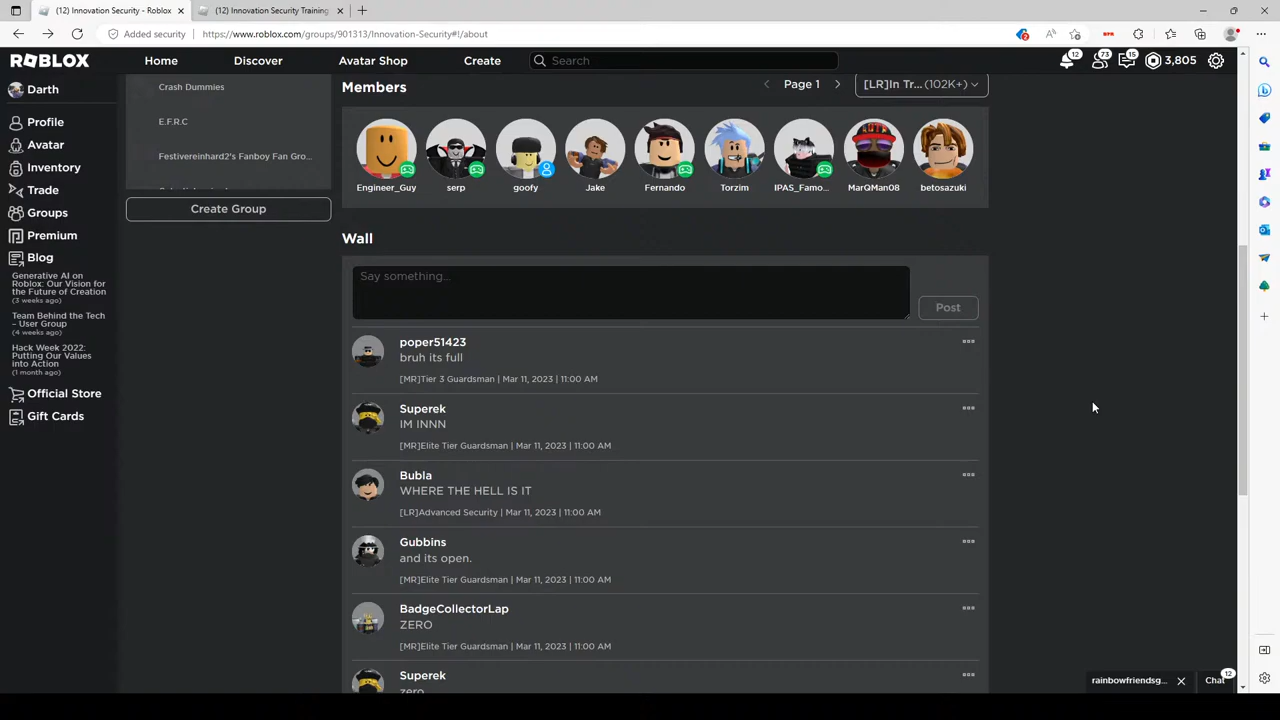 (12) Innovation Security - Roblox
(12) Innovation Security Training
Added security
https://www.roblox.com/groups/901313/Innovation-Security#!/about
2
ROBLOX
Home
Discover
Avatar Shop
Create
Search
12
73
15
3,805
Darth
Profile
Avatar
Inventory
Trade
Groups
Premium
Blog
Generative AI on
Roblox: Our Vision for
the Future of Creation
(3 weeks ago)
Team Behind the Tech
– User Group
(4 weeks ago)
Hack Week 2022:
Putting Our Values
into Action
(1 month ago)
Official Store
Gift Cards
Crash Dummies
E.F.R.C
Festivereinhard2's Fanboy Fan Gro...
Create Group
Members
Page 1
[LR]In Tr... (102K+)
Engineer_Guy
serp
goofy
Jake
Fernando
Torzim
IPAS_Famo...
MarQMan08
betosazuki
Wall
Say something...
Post
poper51423
bruh its full
[MR]Tier 3 Guardsman | Mar 11, 2023 | 11:00 AM
Superek
IM INNN
[MR]Elite Tier Guardsman | Mar 11, 2023 | 11:00 AM
Bubla
WHERE THE HELL IS IT
[LR]Advanced Security | Mar 11, 2023 | 11:00 AM
Gubbins
and its open.
[MR]Elite Tier Guardsman | Mar 11, 2023 | 11:00 AM
BadgeCollectorLap
ZERO
[MR]Elite Tier Guardsman | Mar 11, 2023 | 11:00 AM
Superek
zero
rainbowfriendsg...
Chat
12